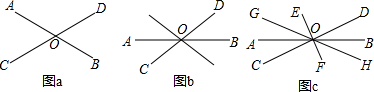 A D O C B
D A O B C
G E D O A B C F H
图a 图b 图c